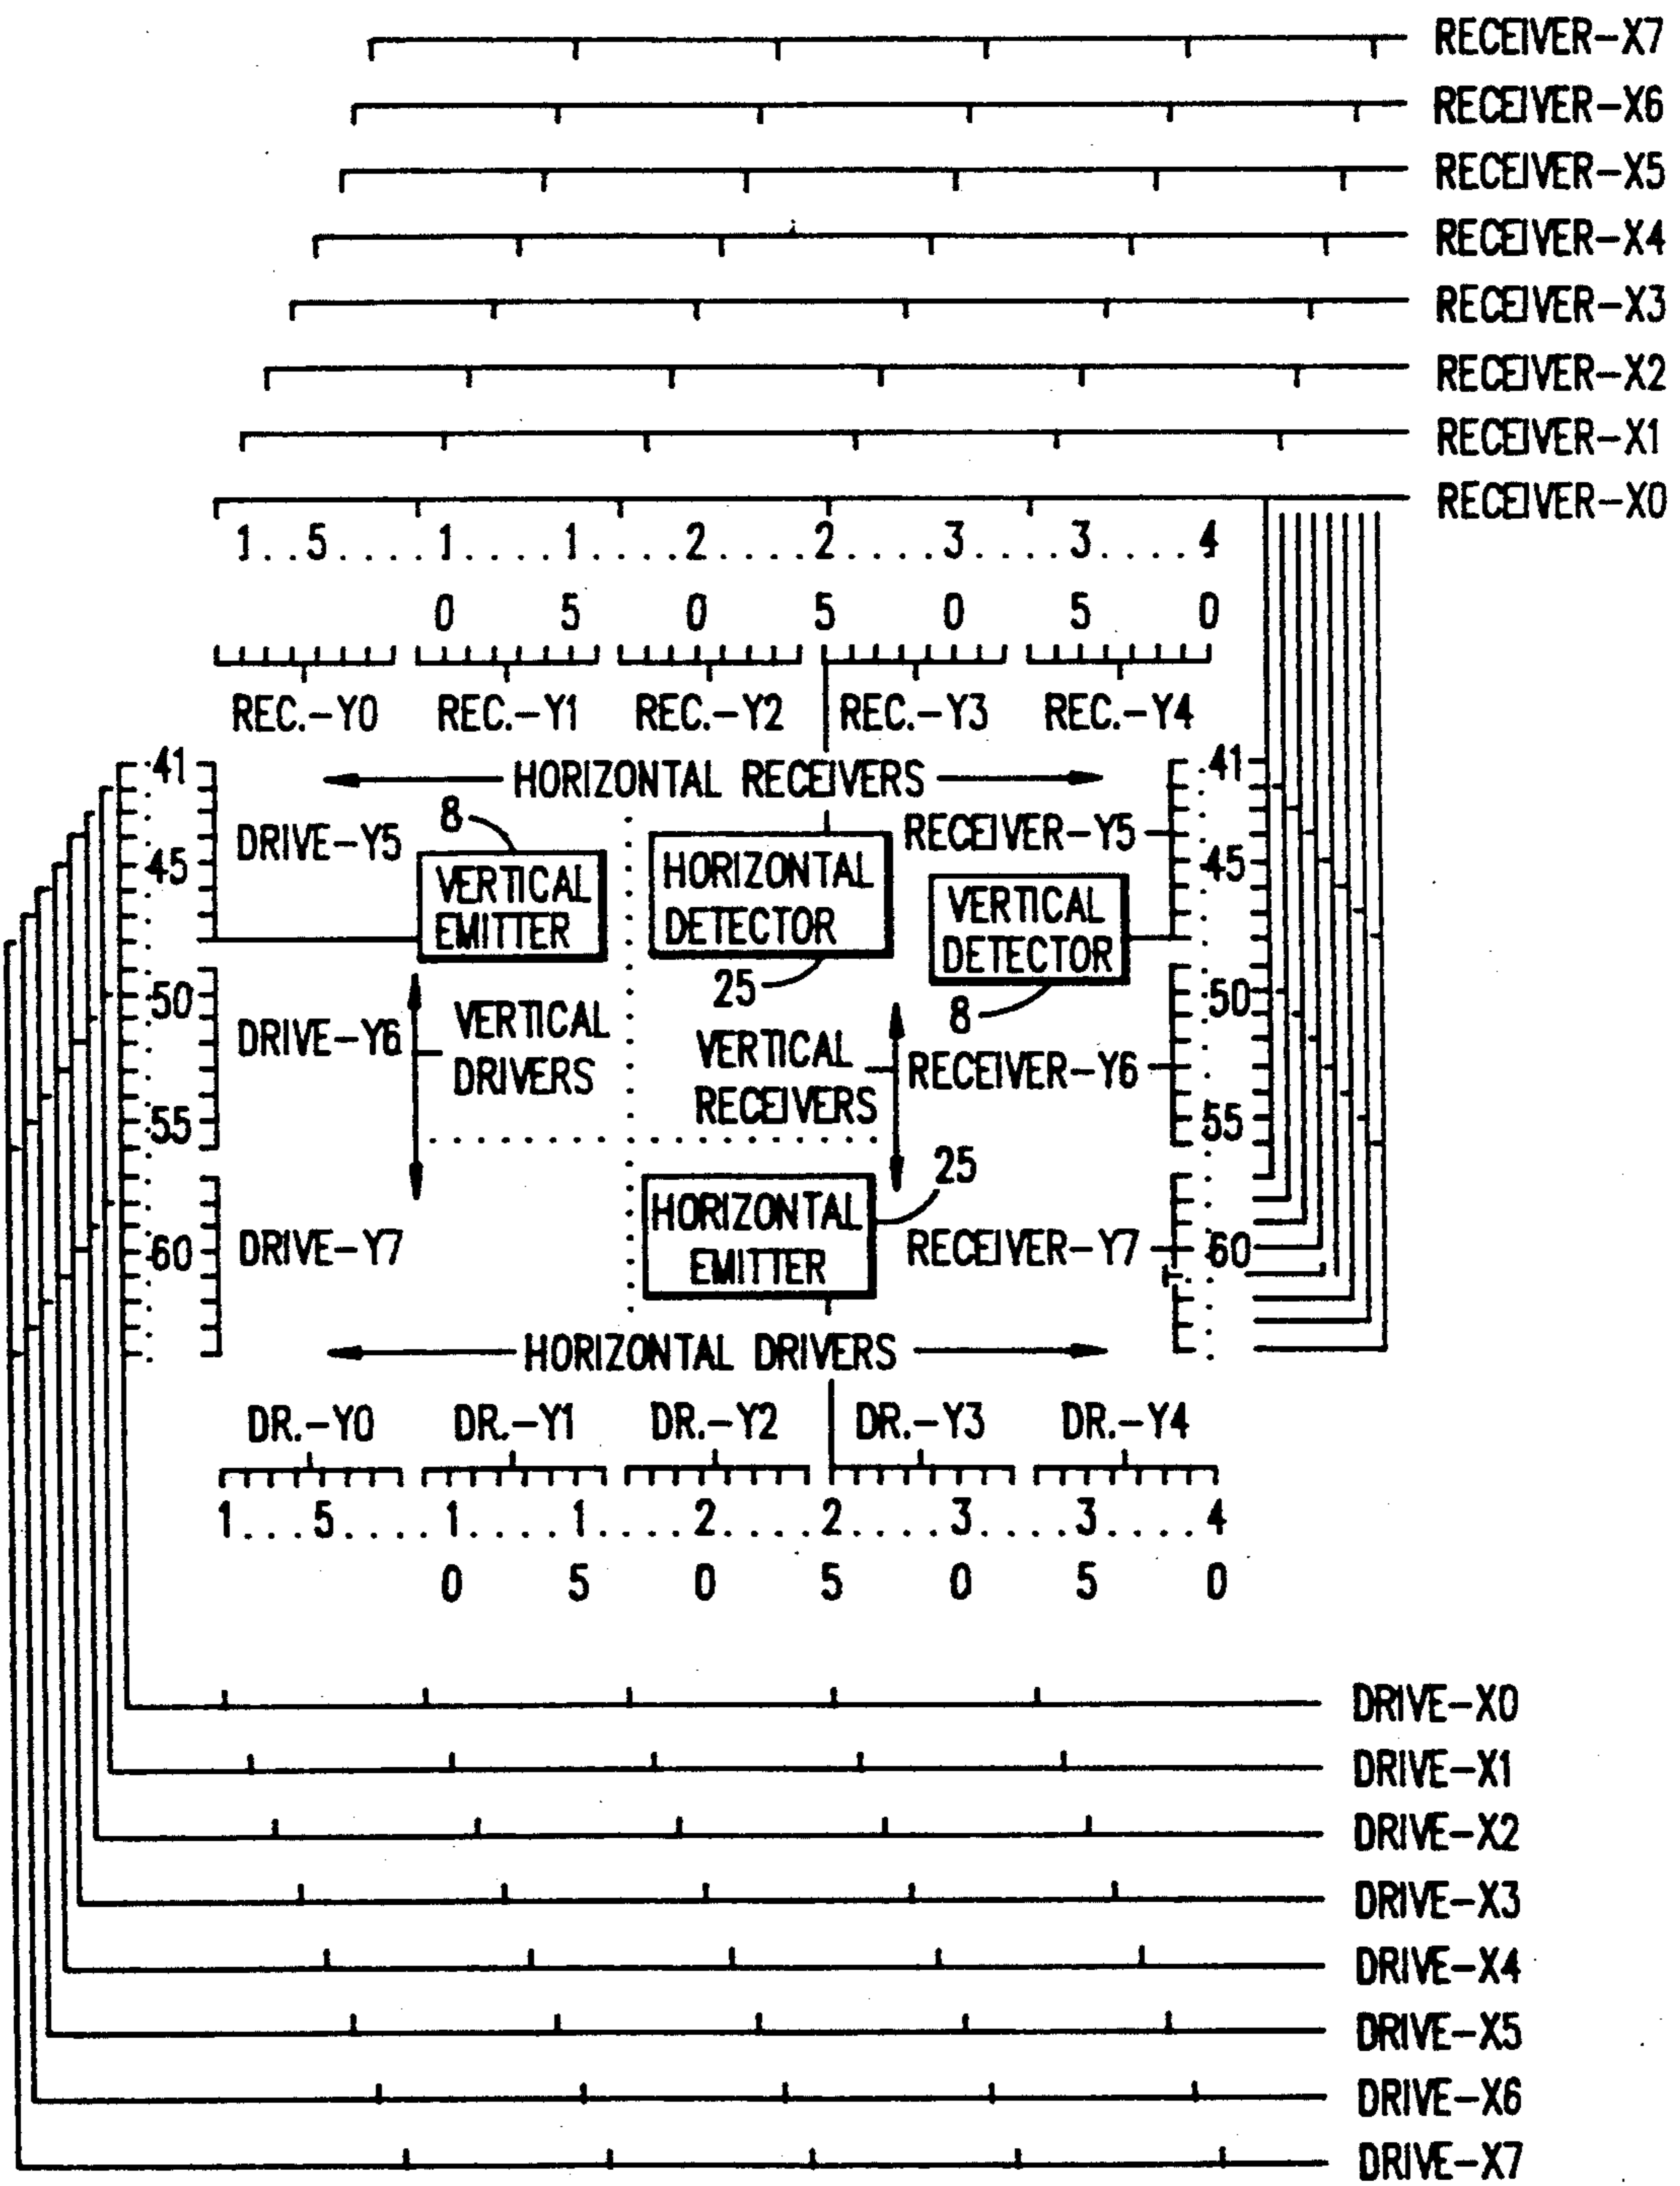 RECEIVER-X7
RECEIVER-X6
RECEIVER-X5
RECEIVER-X4
RECEIVER-X3
RECEIVER-X2
RECEIVER-X1
RECEIVER-X0
1..5....1....1....2....2....3....3....4
0 5 0 5 0 5 0
REC.-Y0 REC.-Y1 REC.-Y2 REC.-Y3 REC.-Y4
41 HORIZONTAL RECEIVERS 41
8
DRIVE-Y5 RECEIVER-Y5
45 VERTICAL EMITTER HORIZONTAL DETECTOR VERTICAL DETECTOR 45
25 8
50 50
DRIVE-Y6 VERTICAL DRIVERS VERTICAL RECEIVERS RECEIVER-Y6
55 55
25
DRIVE-Y7 HORIZONTAL EMITTER RECEIVER-Y7
60 60
HORIZONTAL DRIVERS
DR.-Y0 DR.-Y1 DR.-Y2 DR.-Y3 DR.-Y4
1...5....1....1....2....2....3....3....4
0 5 0 5 0 5 0
DRIVE-X0
DRIVE-X1
DRIVE-X2
DRIVE-X3
DRIVE-X4
DRIVE-X5
DRIVE-X6
DRIVE-X7